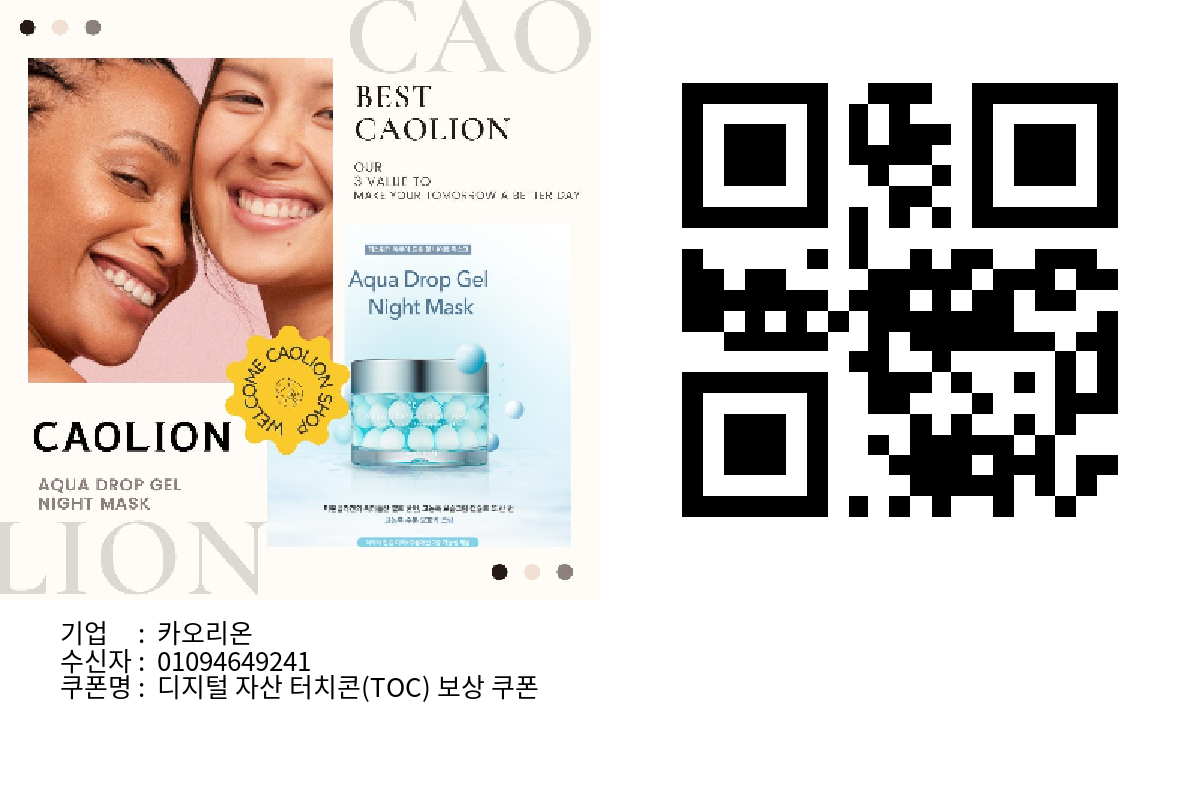 CAO
BEST
CAOLION
OUR
3 VALUE TO
MAKE YOUR TOMORROW A BETTER DAY
Aqua Drop Gel
Night Mask
WELCOME CAOLION SHOP
CAOLION
AQUA DROP GEL
NIGHT MASK
LION
기업 : 카오리온
수신자 : 01094649241
쿠폰명 : 디지털 자산 터치콘(TOC) 보상 쿠폰